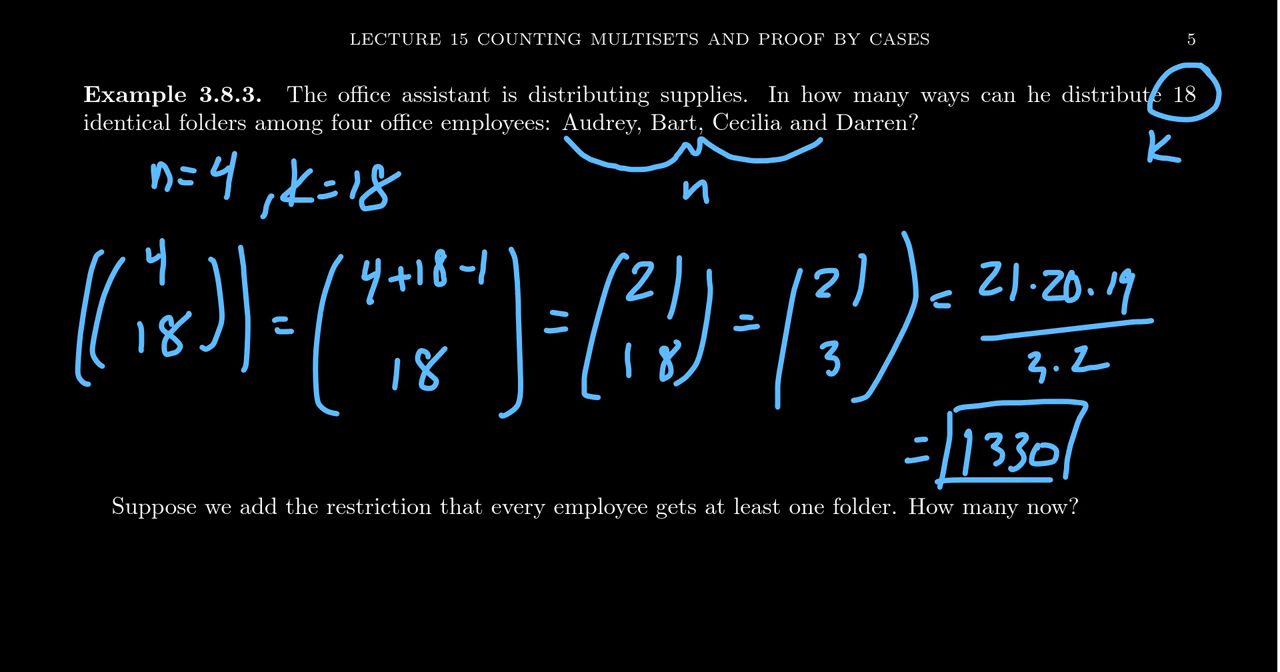 LECTURE 15 COUNTING MULTISETS AND PROOF BY CASES 5
Example 3.8.3. The office assistant is distributing supplies. In how many ways can he distribute 18
identical folders among four office employees: Audrey, Bart, Cecilia and Darren?
k
n = 4, k = 18
n
((4 18)) = (4+18-1 18) = (21 18) = (21 3) = 21·20·19 / 3·2
= 1330
Suppose we add the restriction that every employee gets at least one folder. How many now?